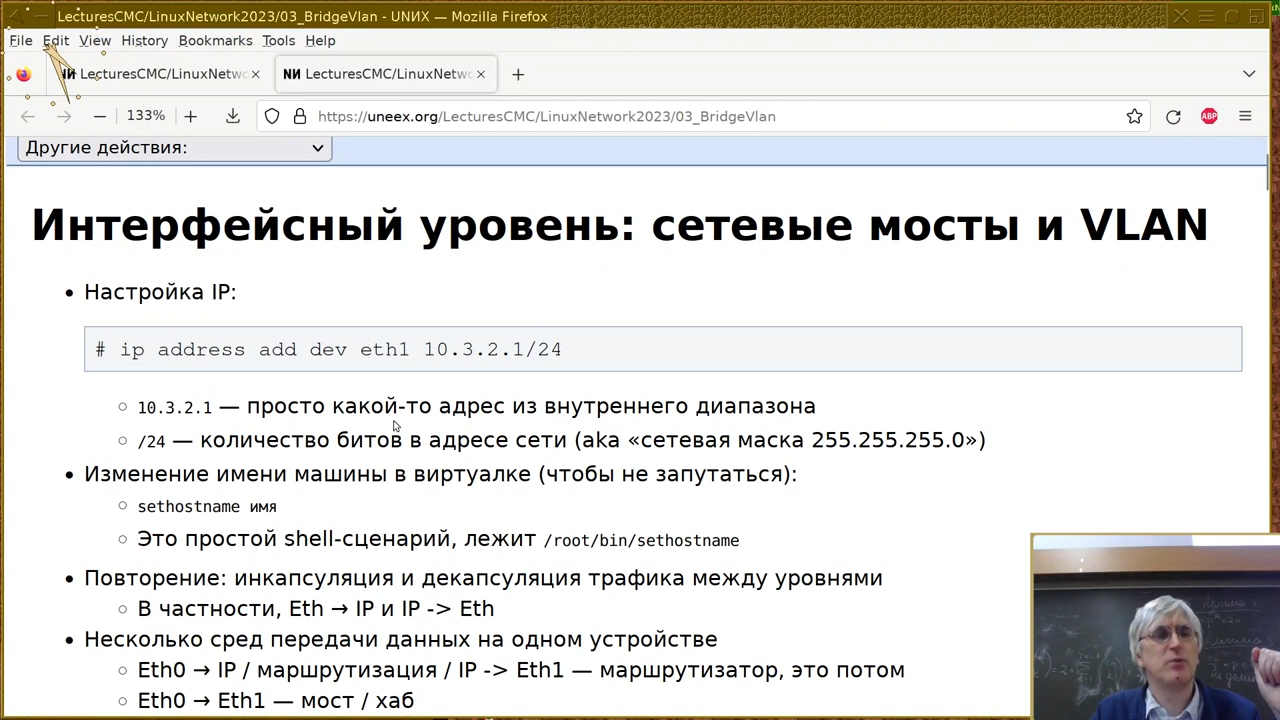 LecturesCMC/LinuxNetwork2023/03_BridgeVlan - UNИX — Mozilla Firefox
File Edit View History Bookmarks Tools Help
NИ LecturesCMC/LinuxNetwo × NИ LecturesCMC/LinuxNetwo × +
133% https://uneex.org/LecturesCMC/LinuxNetwork2023/03_BridgeVlan ABP
Другие действия:
Интерфейсный уровень: сетевые мосты и VLAN
• Настройка IP:
# ip address add dev eth1 10.3.2.1/24
◦ 10.3.2.1 — просто какой-то адрес из внутреннего диапазона
◦ /24 — количество битов в адресе сети (aka «сетевая маска 255.255.255.0»)
• Изменение имени машины в виртуалке (чтобы не запутаться):
◦ sethostname имя
◦ Это простой shell-сценарий, лежит /root/bin/sethostname
• Повторение: инкапсуляция и декапсуляция трафика между уровнями
◦ В частности, Eth → IP и IP -> Eth
• Несколько сред передачи данных на одном устройстве
◦ Eth0 → IP / маршрутизация / IP -> Eth1 — маршрутизатор, это потом
◦ Eth0 → Eth1 — мост / хаб